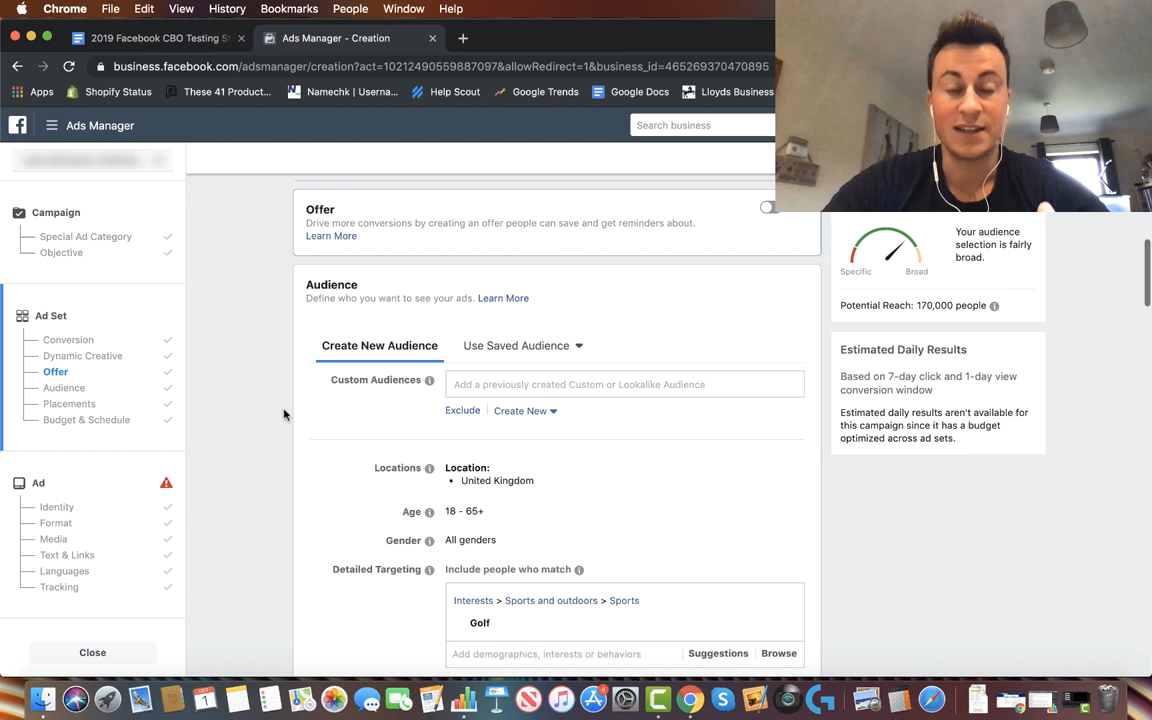 Chrome File Edit View History Bookmarks People Window Help
2019 Facebook CBO Testing St
Ads Manager - Creation
business.facebook.com/adsmanager/creation?act=10212490559887097&allowRedirect=1&business_id=465269370470895
Apps Shopify Status These 41 Product... Namechk | Userna... Help Scout Google Trends Google Docs Lloyds Business
Ads Manager
Search business
Campaign
Special Ad Category
Objective
Ad Set
Conversion
Dynamic Creative
Offer
Audience
Placements
Budget & Schedule
Ad
Identity
Format
Media
Text & Links
Languages
Tracking
Close
Offer
Drive more conversions by creating an offer people can save and get reminders about.
Learn More
Audience
Define who you want to see your ads. Learn More
Create New Audience Use Saved Audience
Custom Audiences Add a previously created Custom or Lookalike Audience
Exclude Create New
Locations Location:
• United Kingdom
Age 18 - 65+
Gender All genders
Detailed Targeting Include people who match
Interests > Sports and outdoors > Sports
Golf
Add demographics, interests or behaviors Suggestions Browse
Your audience
selection is fairly
broad.
Specific Broad
Potential Reach: 170,000 people
Estimated Daily Results
Based on 7-day click and 1-day view
conversion window
Estimated daily results aren't available for
this campaign since it has a budget
optimized across ad sets.